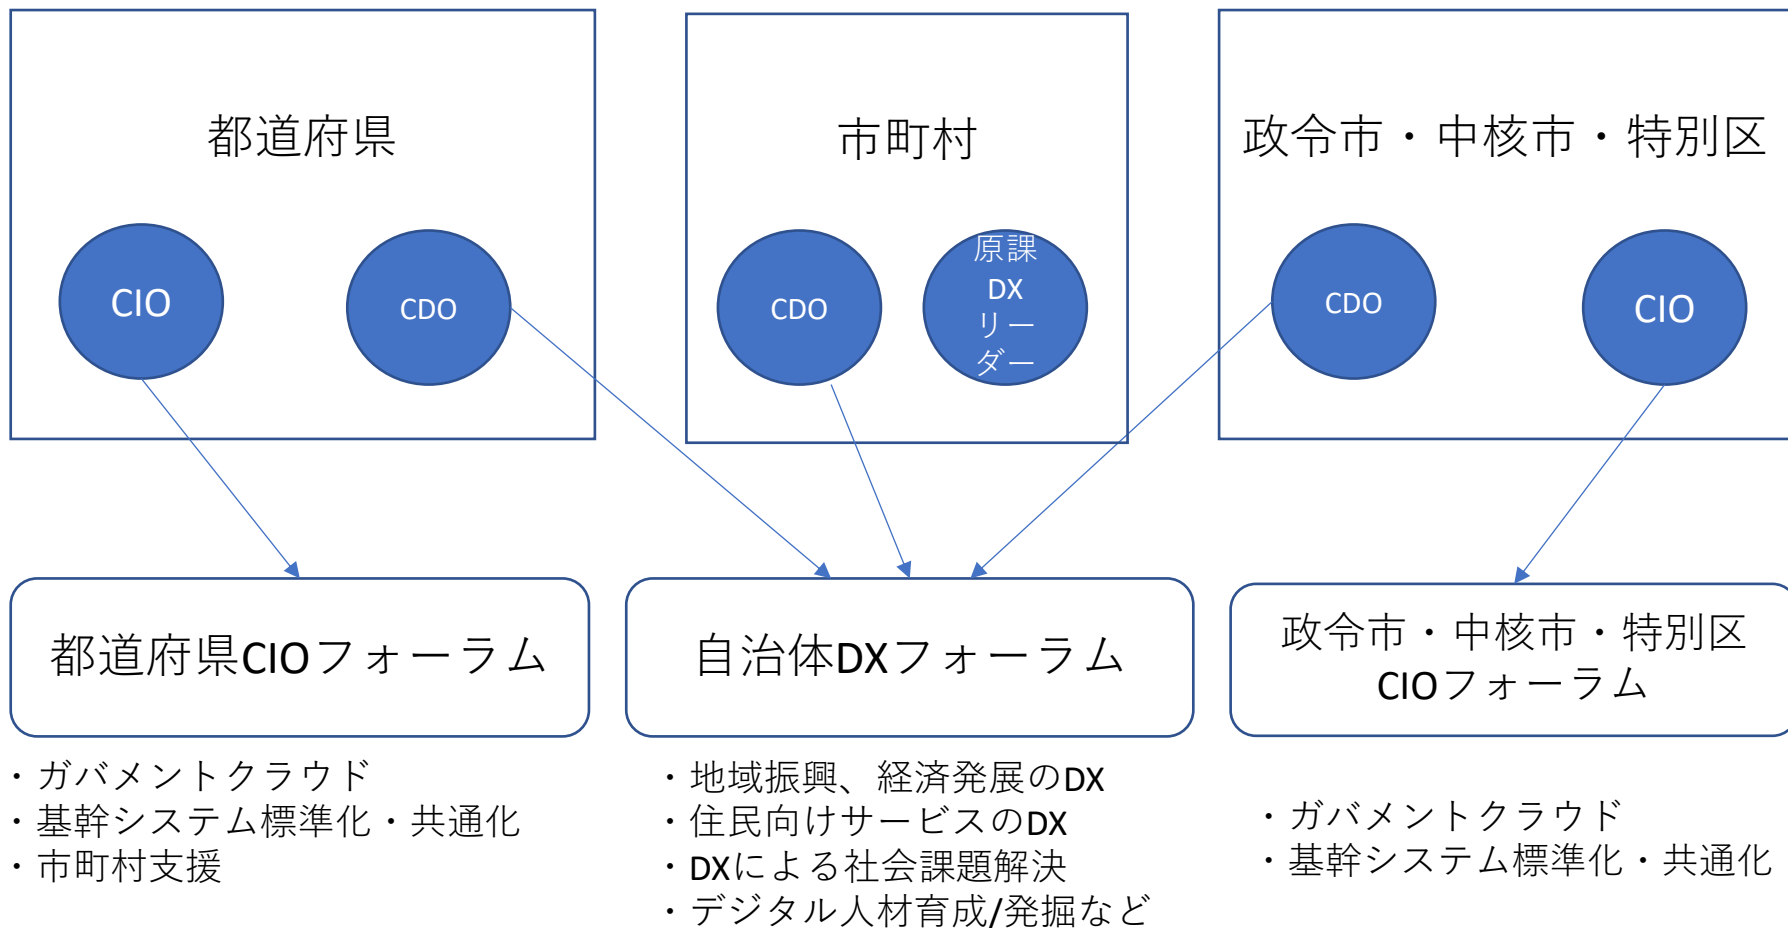 都道府県
市町村
政令市・中核市・特別区
CIO
CDO
CDO
原課
DX
リー
ダー
CDO
CIO
都道府県CIOフォーラム
自治体DXフォーラム
政令市・中核市・特別区
CIOフォーラム
・ガバメントクラウド
・基幹システム標準化・共通化
・市町村支援
・地域振興、経済発展のDX
・住民向けサービスのDX
・DXによる社会課題解決
・デジタル人材育成/発掘など
・ガバメントクラウド
・基幹システム標準化・共通化